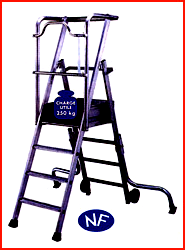 CHARGE
UTILE
250 kg
NF